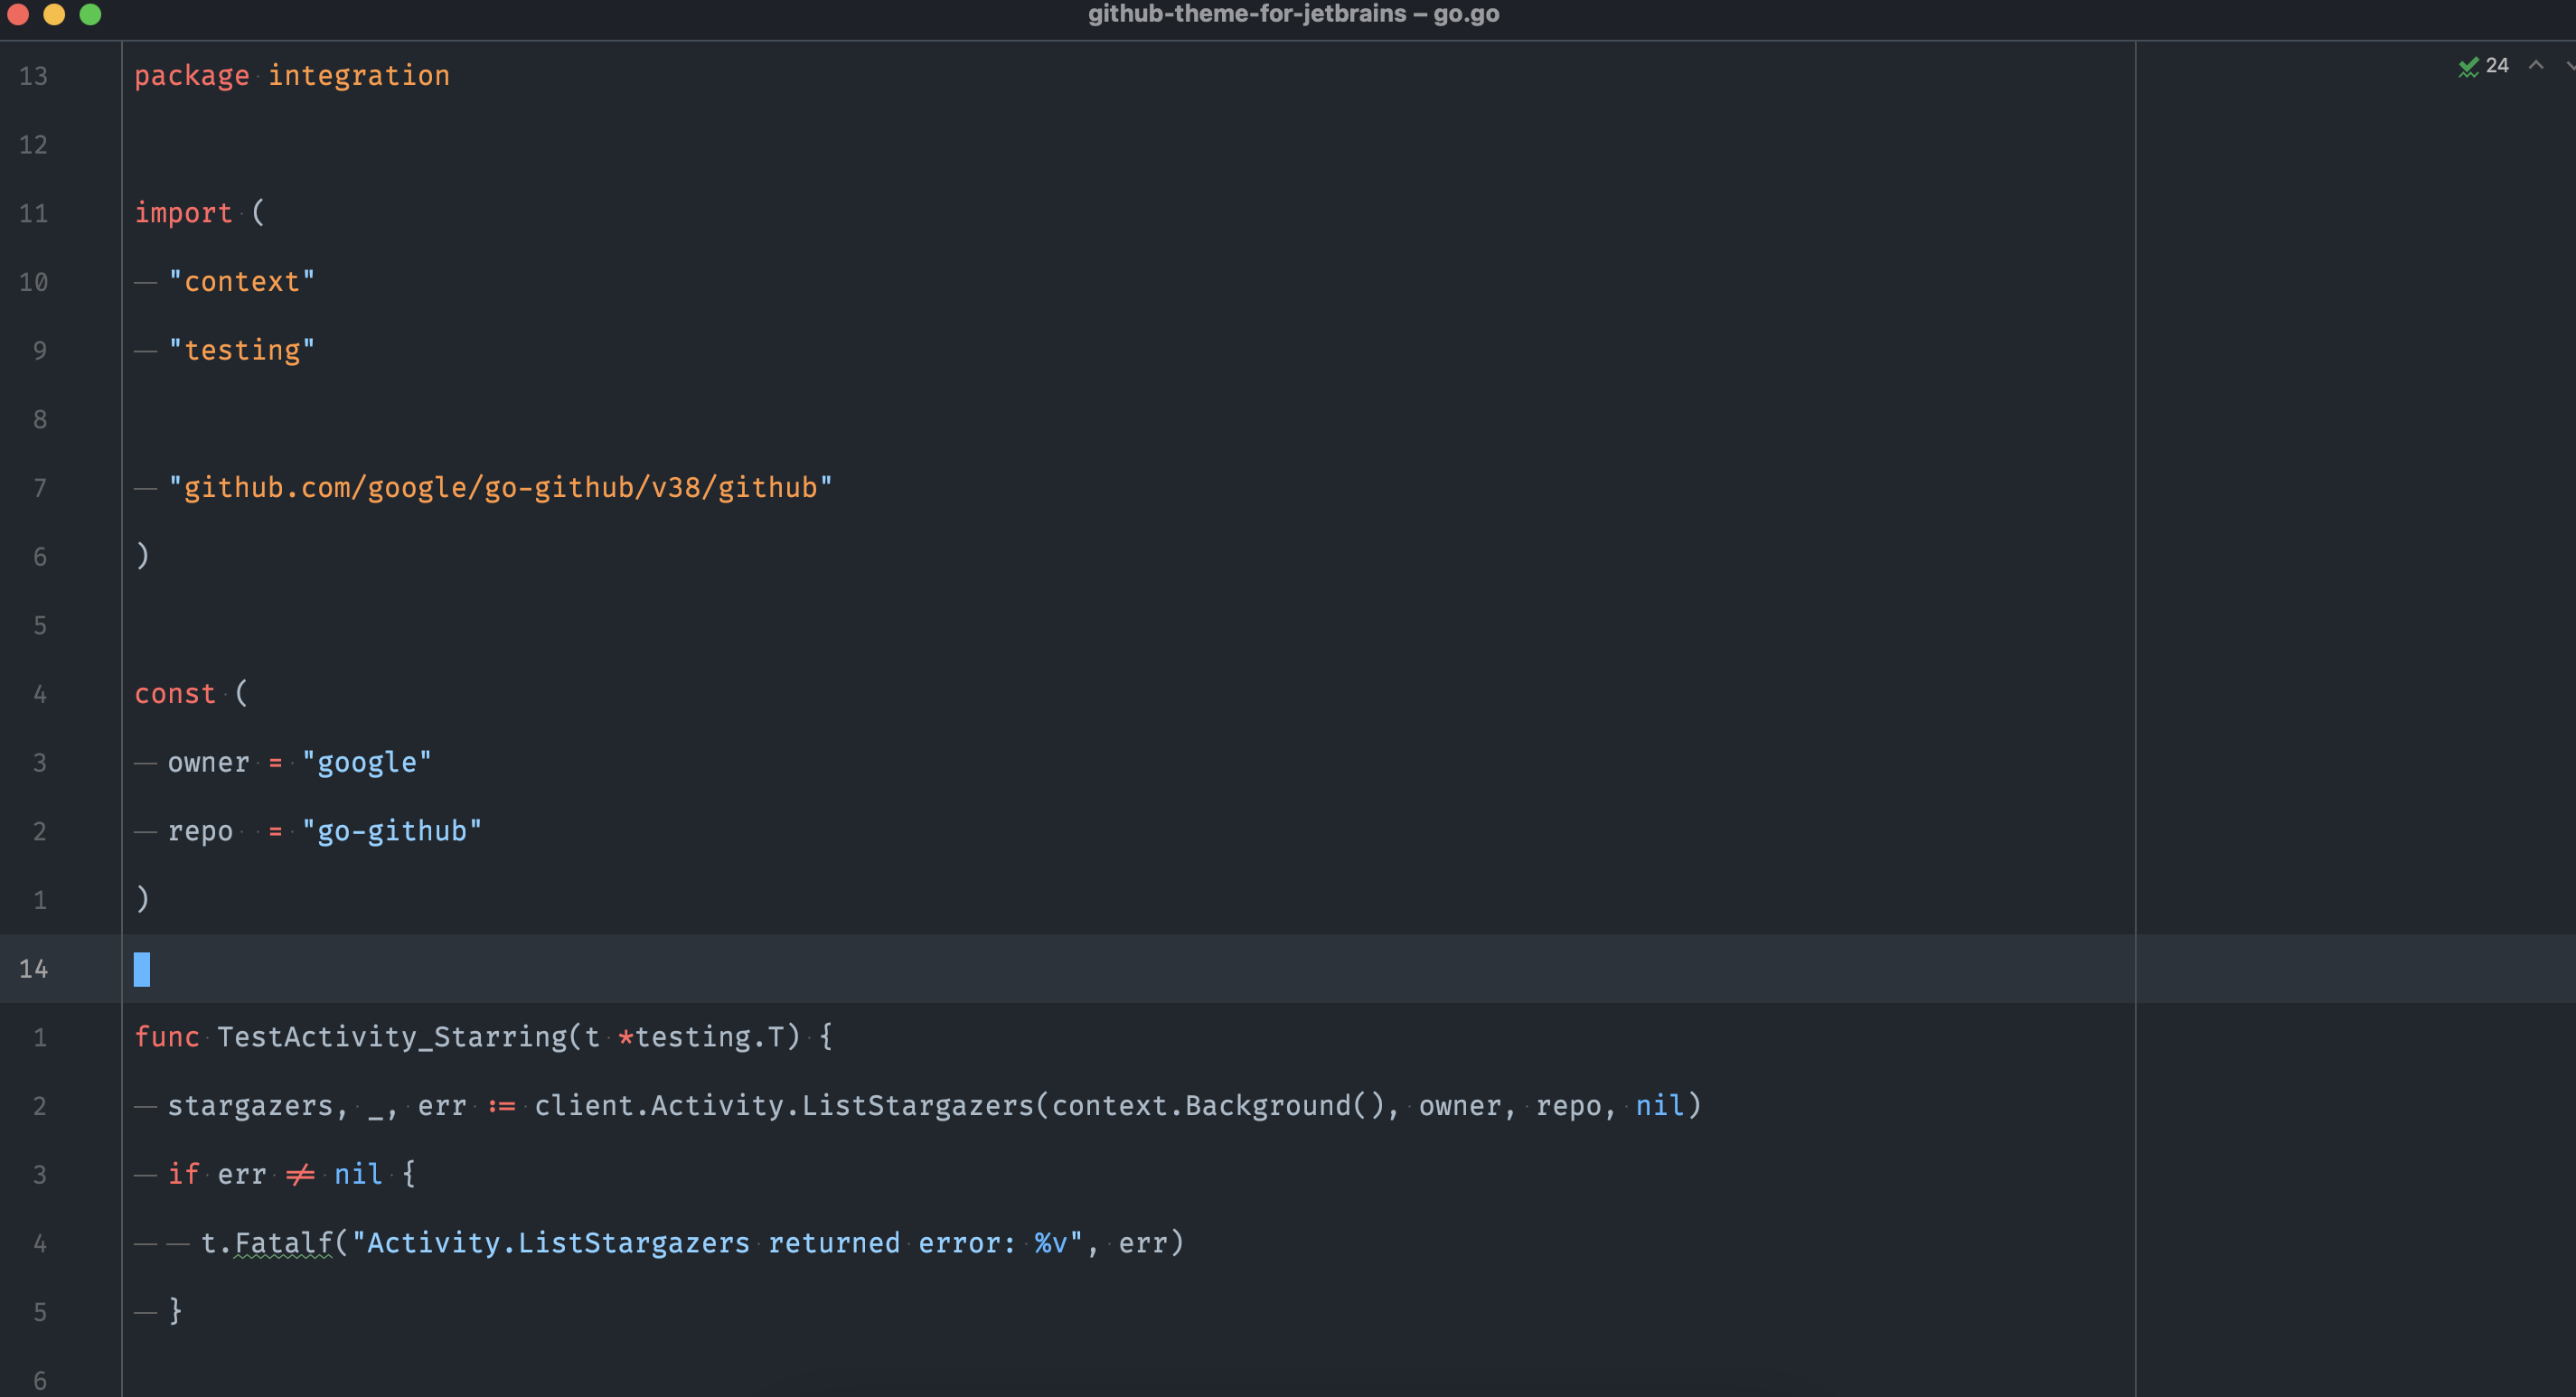 github-theme-for-jetbrains – go.go
24
13 package integration
12
11 import (
10 "context"
9 "testing"
8
7 "github.com/google/go-github/v38/github"
6 )
5
4 const (
3 owner = "google"
2 repo  = "go-github"
1 )
14
1 func TestActivity_Starring(t *testing.T) {
2 stargazers, _, err := client.Activity.ListStargazers(context.Background(), owner, repo, nil)
3 if err ≠ nil {
4 t.Fatalf("Activity.ListStargazers returned error: %v", err)
5 }
6